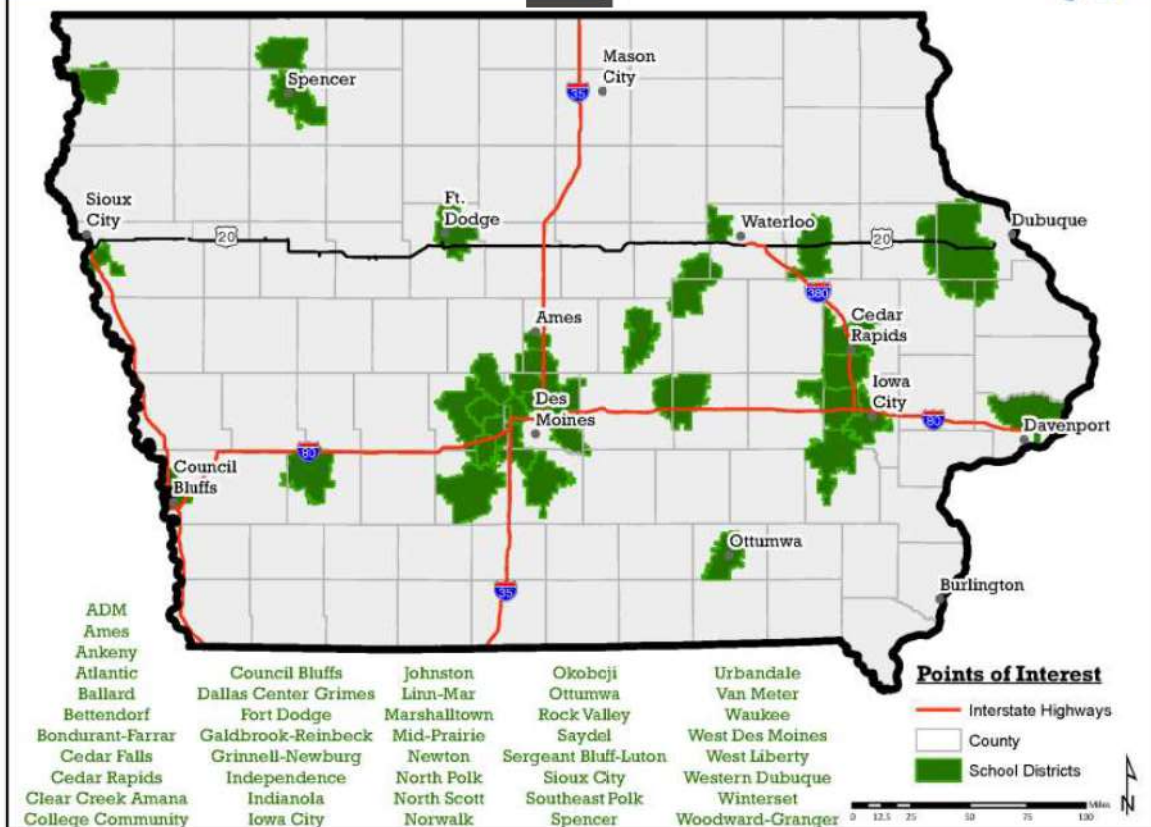 Mason
City
35
Spencer
Sioux
City
Ft.
Dodge
Waterloo
Dubuque
20
20
380
Ames
Cedar
Rapids
Iowa
City
Des
Moines
80
Davenport
80
Council
Bluffs
Ottumwa
35
Burlington
ADM
Ames
Ankeny
Atlantic
Ballard
Bettendorf
Bondurant-Farrar
Cedar Falls
Cedar Rapids
Clear Creek Amana
College Community
Council Bluffs
Dallas Center Grimes
Fort Dodge
Galdbrook-Reinbeck
Grinnell-Newburg
Independence
Indianola
Iowa City
Johnston
Linn-Mar
Marshalltown
Mid-Prairie
Newton
North Polk
North Scott
Norwalk
Okoboji
Ottumwa
Rock Valley
Saydel
Sergeant Bluff-Luton
Sioux City
Southeast Polk
Spencer
Urbandale
Van Meter
Waukee
West Des Moines
West Liberty
Western Dubuque
Winterset
Woodward-Granger
Points of Interest
Interstate Highways
County
School Districts
Miles
0 12.5 25 50 75 100
N